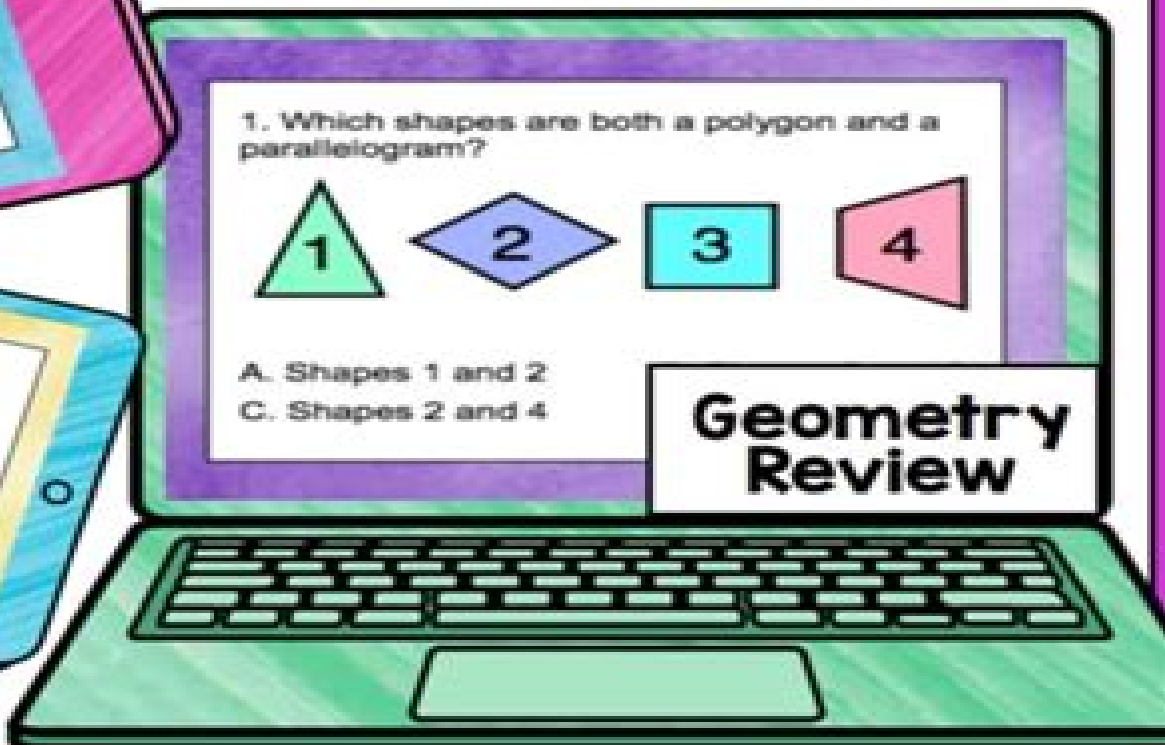 1. Which shapes are both a polygon and a
parallelogram?
1 2 3 4
A. Shapes 1 and 2
C. Shapes 2 and 4
Geometry
Review